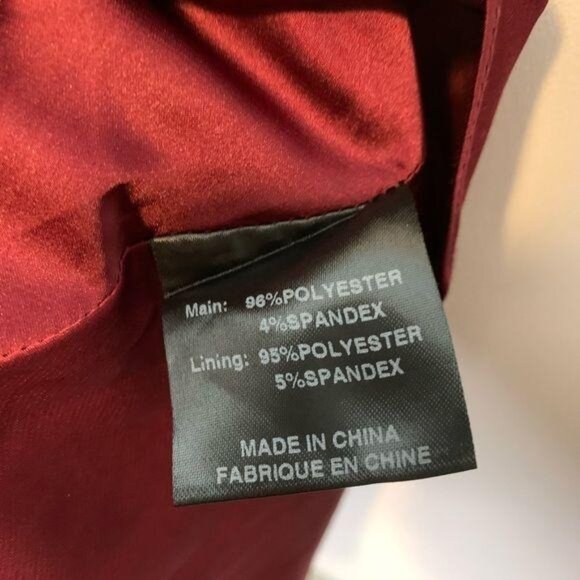 Main: 96%POLYESTER
4%SPANDEX
Lining: 95%POLYESTER
5%SPANDEX
MADE IN CHINA
FABRIQUE EN CHINE